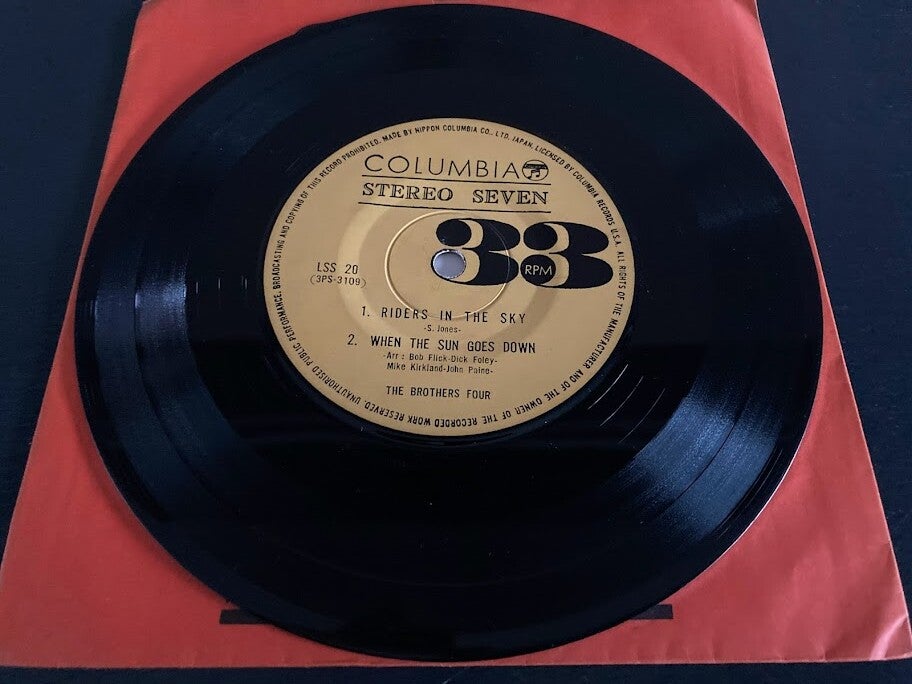 UNAUTHORISED PUBLIC PERFORMANCE, BROADCASTING AND COPYING OF THIS RECORD PROHIBITED. MADE BY NIPPON COLUMBIA CO., LTD. JAPAN. LICENSED BY COLUMBIA RECORDS U.S.A. ALL RIGHTS OF THE MANUFACTURER AND OF THE OWNER OF THE RECORDED WORK RESERVED.
COLUMBIA
STEREO SEVEN
33
RPM
LSS 20
(3PS-3109)
1. RIDERS IN THE SKY
-S. Jones-
2. WHEN THE SUN GOES DOWN
-Arr : Bob Flick-Dick Foley-
Mike Kirkland-John Paine-
THE BROTHERS FOUR